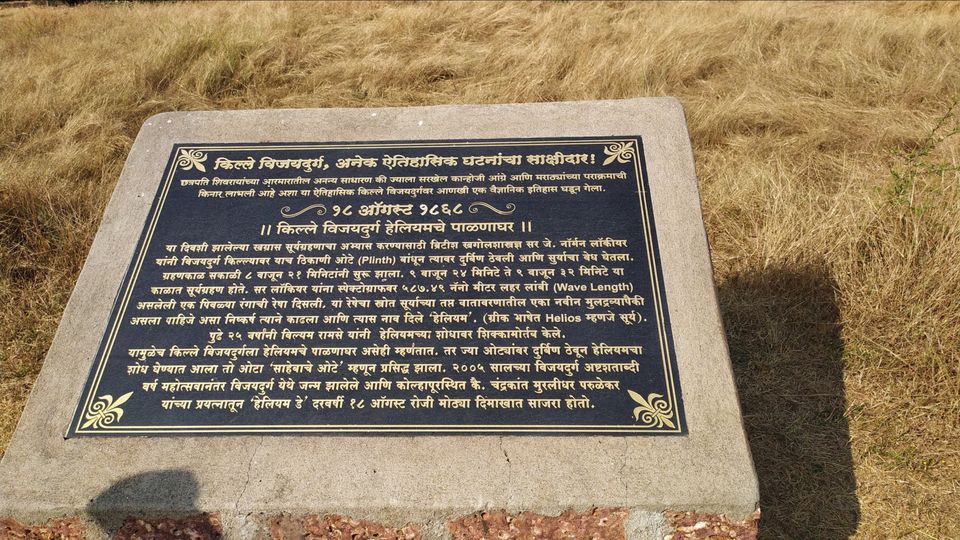 किल्ले विजयदुर्ग, अनेक ऐतिहासिक घटनांचा साक्षीदार!
छत्रपति शिवरायांच्या आरमारातील अनन्य साधारण की ज्याला सरखेल कान्होजी आंग्रे आणि मराठ्यांच्या पराक्रमाची
किनार लाभली आहे अशा या ऐतिहासिक किल्ले विजयदुर्गवर आणखी एक वैज्ञानिक इतिहास घडून गेला.
१८ ऑगस्ट १८६८
।। किल्ले विजयदुर्ग हेलियमचे पाळणाघर ।।
या दिवशी झालेल्या खग्रास सूर्यग्रहणाचा अभ्यास करण्यासाठी ब्रिटीश खगोलशास्त्रज्ञ सर जे. नॉर्मन लॉकीयर
यांनी विजयदुर्ग किल्ल्यावर याच ठिकाणी ओटे (Plinth) बांधून त्यावर दुर्बिण ठेवली आणि सुर्याचा बेध घेतला.
ग्रहणकाळ सकाळी ८ वाजून २१ मिनिटांनी सुरू झाला. ९ वाजून २४ मिनिटे ते ९ वाजून ३२ मिनिटे या
काळात सूर्यग्रहण होते. सर लॉकियर यांना स्पेक्टोग्राफवर ५८७.४९ नॅनो मीटर लहर लांबी (Wave Length)
असलेली एक पिवळ्या रंगाची रेषा दिसली. या रेषेचा स्रोत सूर्याच्या तप्त वातावरणातील एका नवीन मुलद्रव्यापैकी
असला पाहिजे असा निष्कर्ष त्याने काढला आणि त्यास नाव दिले 'हेलियम'. (ग्रीक भाषेत Helios म्हणजे सूर्य).
पुढे २५ वर्षांनी विल्यम रामसे यांनी हेलियमच्या शोधावर शिक्कामोर्तब केले.
यामुळेच किल्ले विजयदुर्गला हेलियमचे पाळणाघर असेही म्हणतात. तर ज्या ओट्यांवर दुर्बिण ठेवून हेलियमचा
शोध घेण्यात आला तो ओटा 'साहेबाचे ओटे' म्हणून प्रसिद्ध झाला. २००५ सालच्या विजयदुर्ग अष्टशताब्दी
वर्ष महोत्सवानंतर विजयदुर्ग येथे जन्म झालेले आणि कोल्हापूरस्थित कै. चंद्रकांत मुरलीधर परुळेकर
यांच्या प्रयत्नातून 'हेलियम डे' दरवर्षी १८ ऑगस्ट रोजी मोठ्या दिमाखात साजरा होतो.